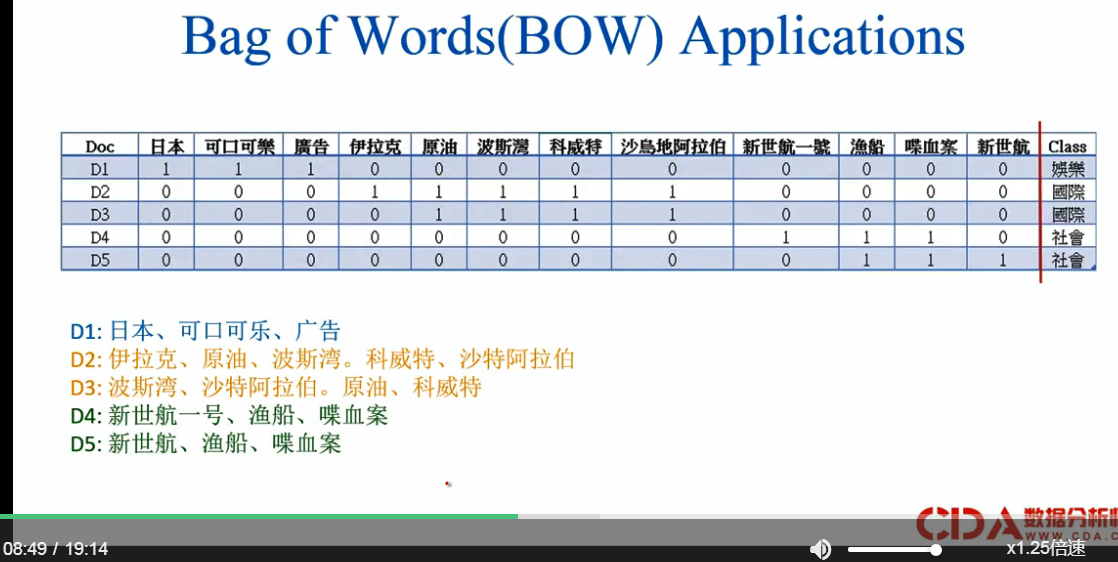 Bag of Words(BOW) Applications
Doc 日本 可口可樂 廣告 伊拉克 原油 波斯灣 科威特 沙烏地阿拉伯 新世航一號 漁船 喋血案 新世航 Class
D1 1 1 1 0 0 0 0 0 0 0 0 0 娛樂
D2 0 0 0 1 1 1 1 1 0 0 0 0 國際
D3 0 0 0 0 1 1 1 1 0 0 0 0 國際
D4 0 0 0 0 0 0 0 0 1 1 1 0 社會
D5 0 0 0 0 0 0 0 0 0 1 1 1 社會
D1: 日本、可口可乐、广告
D2: 伊拉克、原油、波斯湾。科威特、沙特阿拉伯
D3: 波斯湾、沙特阿拉伯。原油、科威特
D4: 新世航一号、渔船、喋血案
D5: 新世航、渔船、喋血案
CDA 数据分析师
WWW.CDA.C
08:49 / 19:14
x1.25倍速